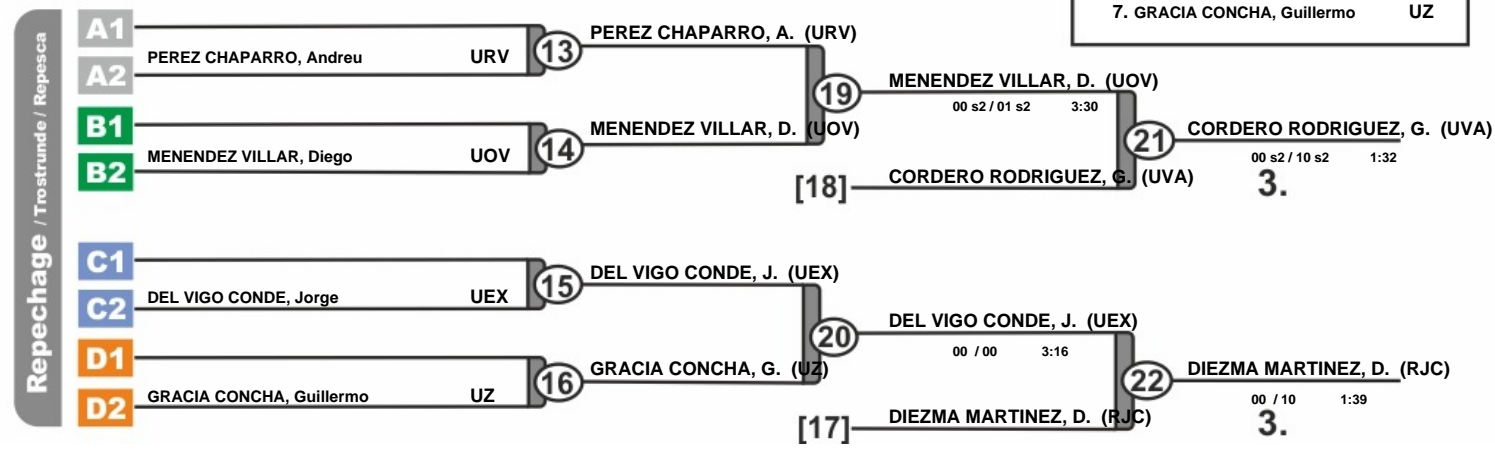 7. GRACIA CONCHA, Guillermo UZ
Repechage / Trostrunde / Repesca
A1
PEREZ CHAPARRO, Andreu URV
A2
13
PEREZ CHAPARRO, A. (URV)
B1
MENENDEZ VILLAR, Diego UOV
B2
14
MENENDEZ VILLAR, D. (UOV)
19
MENENDEZ VILLAR, D. (UOV)
00 s2 / 01 s2 3:30
[18]
CORDERO RODRIGUEZ, G. (UVA)
21
CORDERO RODRIGUEZ, G. (UVA)
00 s2 / 10 s2 1:32
3.
C1
DEL VIGO CONDE, Jorge UEX
C2
15
DEL VIGO CONDE, J. (UEX)
D1
GRACIA CONCHA, Guillermo UZ
D2
16
GRACIA CONCHA, G. (UZ)
20
DEL VIGO CONDE, J. (UEX)
00 / 00 3:16
[17]
DIEZMA MARTINEZ, D. (RJC)
22
DIEZMA MARTINEZ, D. (RJC)
00 / 10 1:39
3.